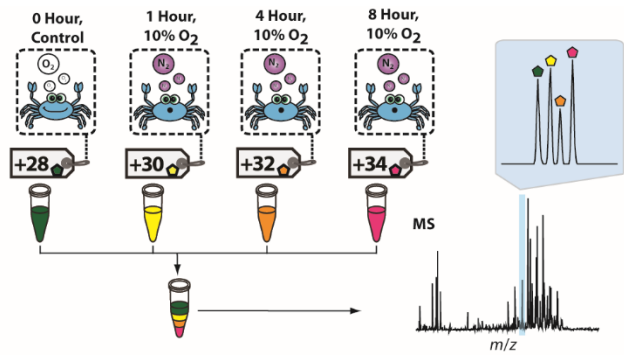 0 Hour,
Control
1 Hour,
10% O2
4 Hour,
10% O2
8 Hour,
10% O2
O2
N2
N2
N2
+28
+30
+32
+34
MS
m/z